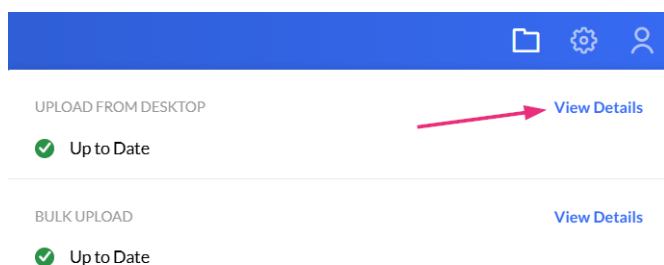 UPLOAD FROM DESKTOP View Details
Up to Date
BULK UPLOAD View Details
Up to Date